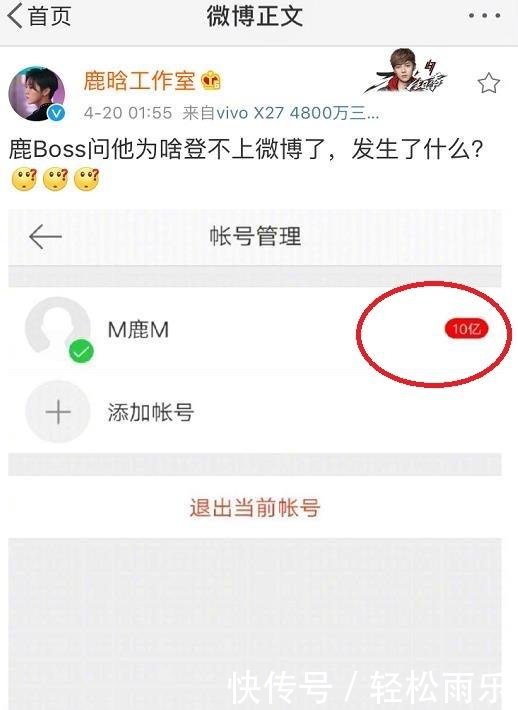 首页
微博正文
鹿晗工作室
4-20 01:55 来自vivo X27 4800万三...
鹿Boss问他为啥登不上微博了，发生了什么?
帐号管理
M鹿M
10亿
添加帐号
退出当前帐号
快传号／轻松雨乐